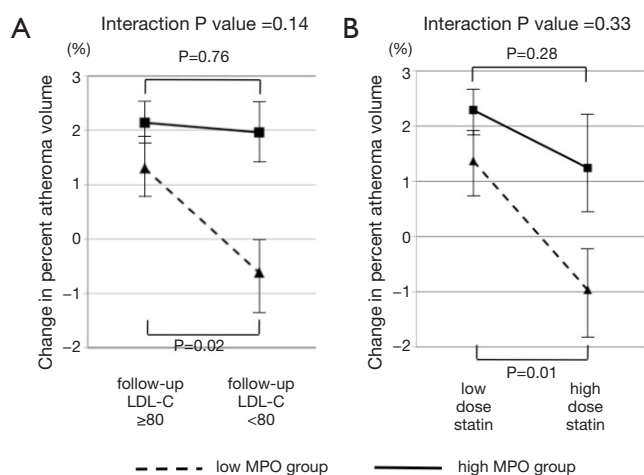 A
Interaction P value =0.14
(%)
P=0.76
3
2
1
0
−1
−2
Change in percent atheroma volume
P=0.02
follow-up
LDL-C
≥80
follow-up
LDL-C
<80
B
Interaction P value =0.33
(%)
P=0.28
3
2
1
0
−1
−2
Change in percent atheroma volume
P=0.01
low
dose
statin
high
dose
statin
low MPO group
high MPO group